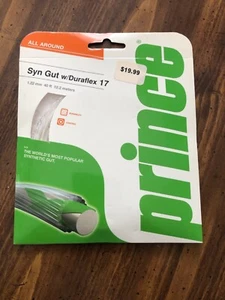 ALL AROUND
$19.99
Syn Gut w/Duraflex 17
prince
THE WORLD'S MOST POPULAR
SYNTHETIC GUT